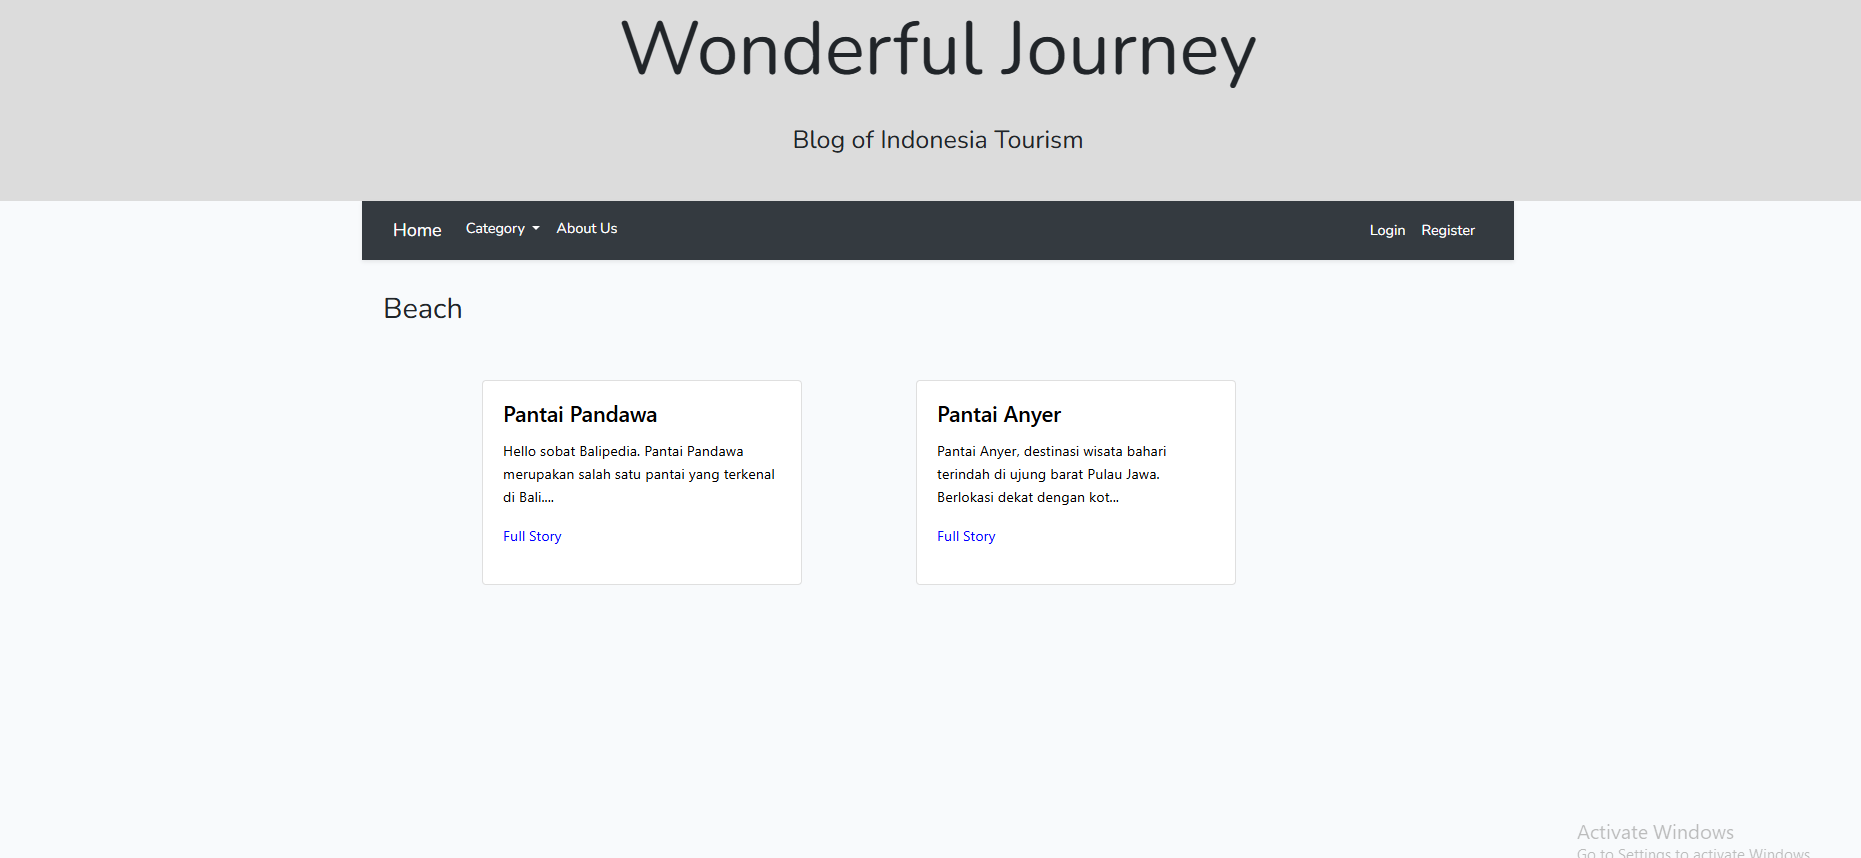 Wonderful Journey
Blog of Indonesia Tourism
Home Category About Us Login Register
Beach
Pantai Pandawa
Hello sobat Balipedia. Pantai Pandawa
merupakan salah satu pantai yang terkenal
di Bali....
Full Story
Pantai Anyer
Pantai Anyer, destinasi wisata bahari
terindah di ujung barat Pulau Jawa.
Berlokasi dekat dengan kot...
Full Story
Activate Windows
Go to Settings to activate Windows.